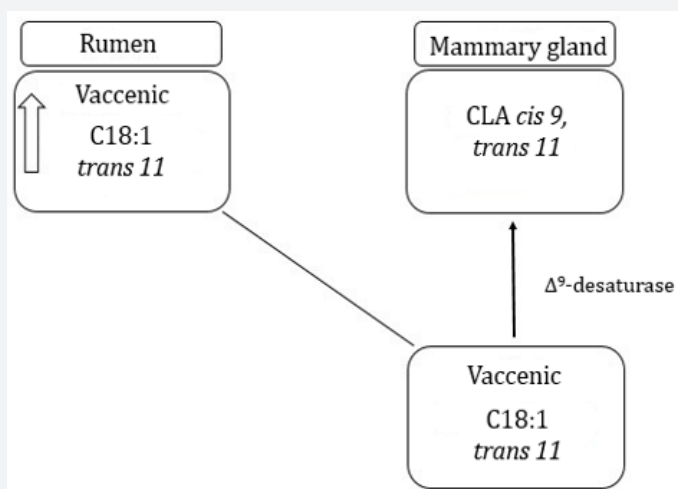 Rumen
Vaccenic
C18:1
trans 11
Mammary gland
CLA cis 9,
trans 11
Δ⁹-desaturase
Vaccenic
C18:1
trans 11